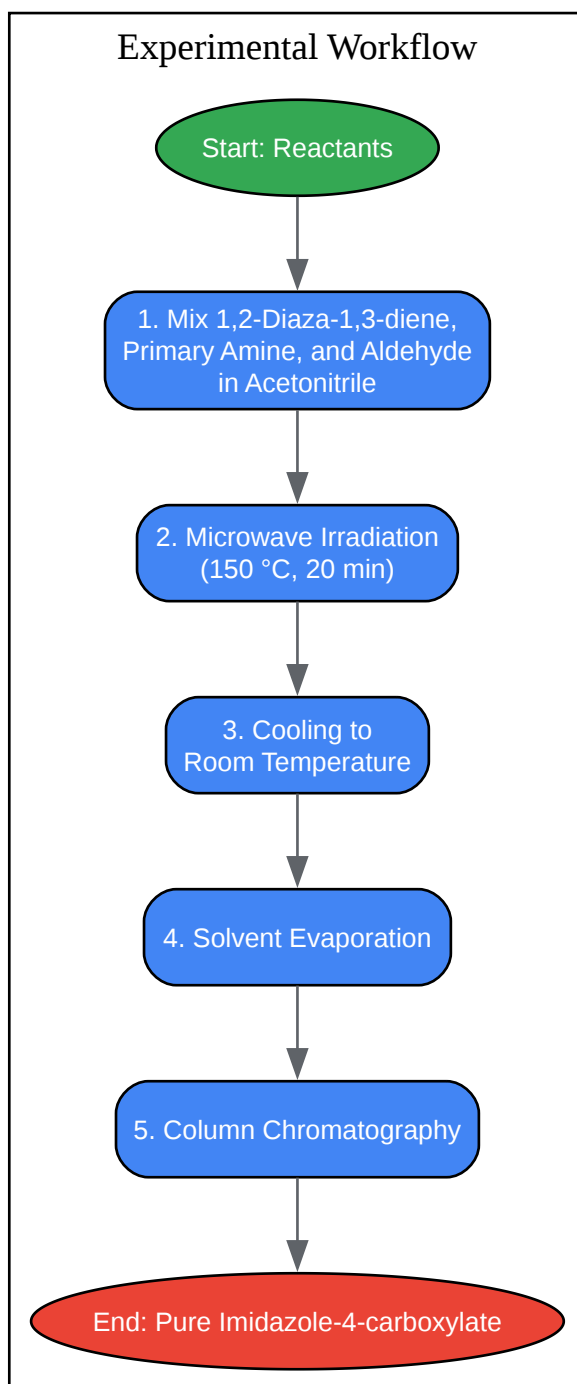 Experimental Workflow
Start: Reactants
1. Mix 1,2-Diaza-1,3-diene,
Primary Amine, and Aldehyde
in Acetonitrile
2. Microwave Irradiation
(150 °C, 20 min)
3. Cooling to
Room Temperature
4. Solvent Evaporation
5. Column Chromatography
End: Pure Imidazole-4-carboxylate